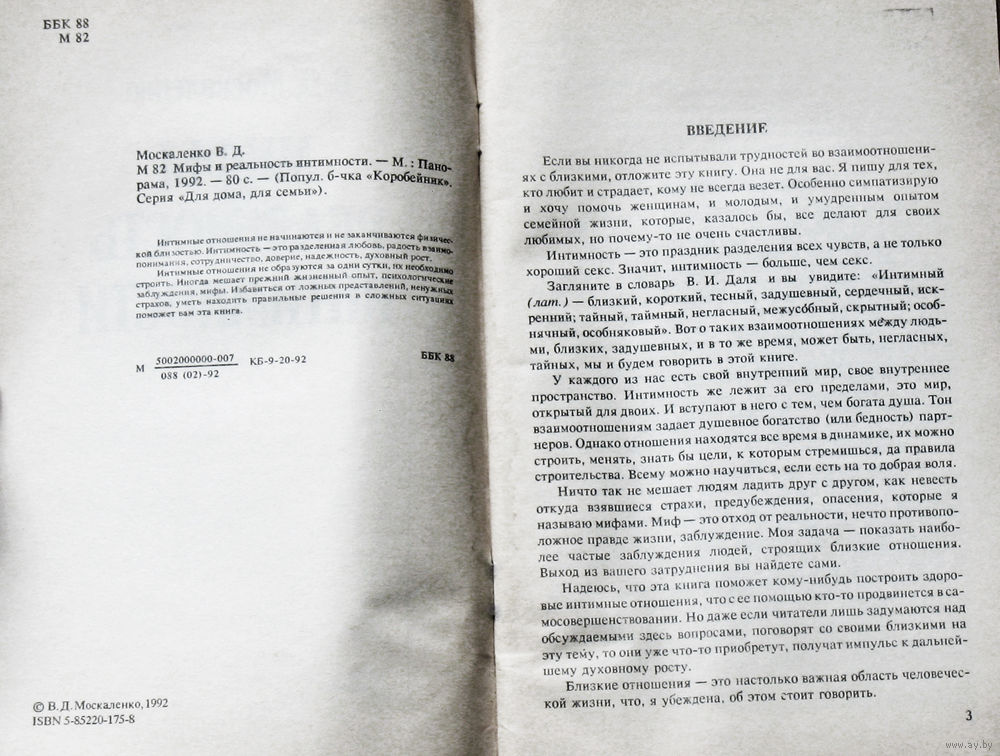 ББК 88
М 82
Москаленко В. Д.
М 82 Мифы и реальность интимности. — М. : Пано-
рама, 1992. — 80 с. — (Попул. б-чка «Коробейник».
Серия «Для дома, для семьи»).
Интимные отношения не начинаются и не заканчиваются физичес-
кой близостью. Интимность — это разделенная любовь, радость взаимо-
понимания, сотрудничество, доверие, надежность, духовный рост.
Интимные отношения не образуются за одни сутки, их необходимо
строить. Иногда мешает прежний жизненный опыт, психологические
заблуждения, мифы. Избавиться от ложных представлений, ненужных
страхов, уметь находить правильные решения в сложных ситуациях
поможет вам эта книга.
М 5002000000-007 КБ-9-20-92 ББК 88
088 (02)-92
© В. Д. Москаленко, 1992
ISBN 5-85220-175-8
ВВЕДЕНИЕ
Если вы никогда не испытывали трудностей во взаимоотношени-
ях с близкими, отложите эту книгу. Она не для вас. Я пишу для тех,
кто любит и страдает, кому не всегда везет. Особенно симпатизирую
и хочу помочь женщинам, и молодым, и умудренным опытом
семейной жизни, которые, казалось бы, все делают для своих
любимых, но почему-то не очень счастливы.
Интимность — это праздник разделения всех чувств, а не только
хороший секс. Значит, интимность — больше, чем секс.
Загляните в словарь В. И. Даля и вы увидите: «Интимный
(лат.) — близкий, короткий, тесный, задушевный, сердечный, иск-
ренний; тайный, таимный, негласный, межусобный, скрытный; особ-
нячный, особняковый». Вот о таких взаимоотношениях между людь-
ми, близких, задушевных, и в то же время, может быть, негласных,
тайных, мы и будем говорить в этой книге.
У каждого из нас есть свой внутренний мир, свое внутреннее
пространство. Интимность же лежит за его пределами, это мир,
открытый для двоих. И вступают в него с тем, чем богата душа. Тон
взаимоотношениям задает душевное богатство (или бедность) парт-
неров. Однако отношения находятся все время в динамике, их можно
строить, менять, знать бы цели, к которым стремишься, да правила
строительства. Всему можно научиться, если есть на то добрая воля.
Ничто так не мешает людям ладить друг с другом, как невесть
откуда взявшиеся страхи, предубеждения, опасения, которые я
называю мифами. Миф — это отход от реальности, нечто противопо-
ложное правде жизни, заблуждение. Моя задача — показать наибо-
лее частые заблуждения людей, строящих близкие отношения.
Выход из вашего затруднения вы найдете сами.
Надеюсь, что эта книга поможет кому-нибудь построить здоро-
вые интимные отношения, что с ее помощью кто-то продвинется в са-
мосовершенствовании. Но даже если читатели лишь задумаются над
обсуждаемыми здесь вопросами, поговорят со своими близкими на
эту тему, то они уже что-то приобретут, получат импульс к дальней-
шему духовному росту.
Близкие отношения — это настолько важная область человечес-
кой жизни, что, я убеждена, об этом стоит говорить.
3
www.ay.by